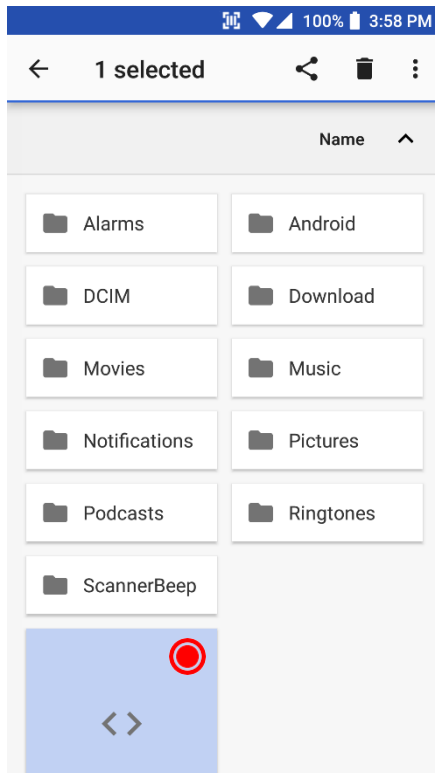 100% 3:58 PM
1 selected
Name
Alarms
Android
DCIM
Download
Movies
Music
Notifications
Pictures
Podcasts
Ringtones
ScannerBeep